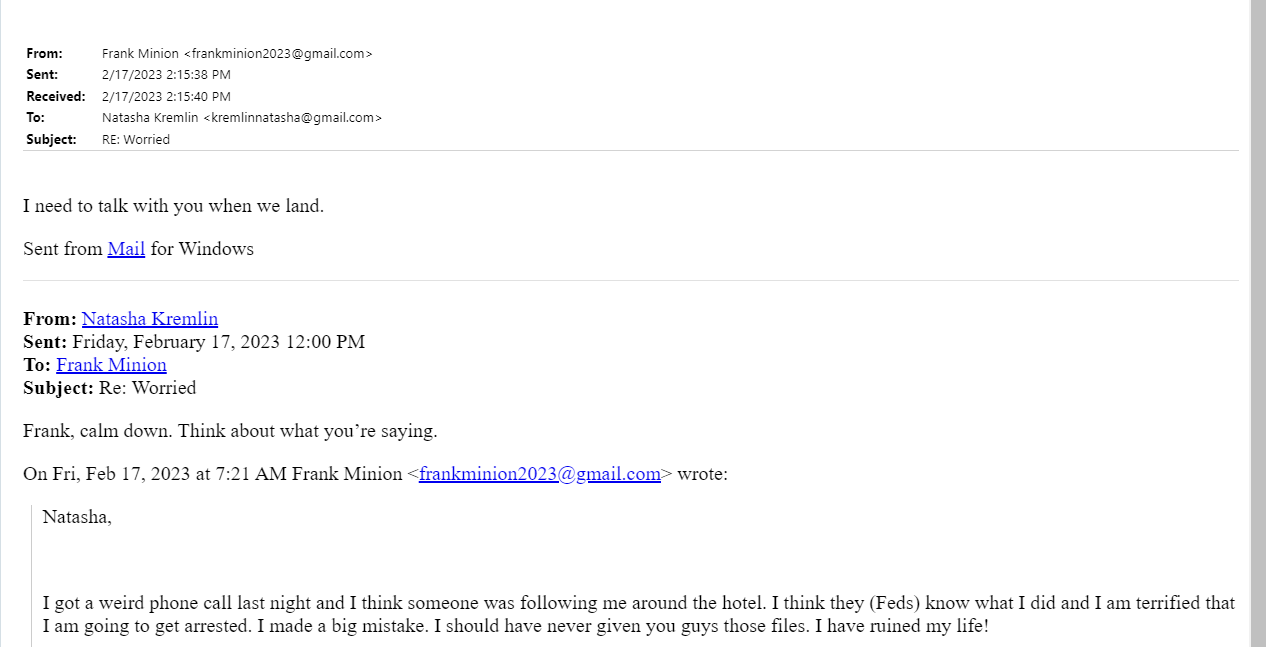 From: Frank Minion <frankminion2023@gmail.com>
Sent: 2/17/2023 2:15:38 PM
Received: 2/17/2023 2:15:40 PM
To: Natasha Kremlin <kremlinnatasha@gmail.com>
Subject: RE: Worried
I need to talk with you when we land.
Sent from Mail for Windows
From: Natasha Kremlin
Sent: Friday, February 17, 2023 12:00 PM
To: Frank Minion
Subject: Re: Worried
Frank, calm down. Think about what you’re saying.
On Fri, Feb 17, 2023 at 7:21 AM Frank Minion <frankminion2023@gmail.com> wrote:
Natasha,
I got a weird phone call last night and I think someone was following me around the hotel. I think they (Feds) know what I did and I am terrified that
I am going to get arrested. I made a big mistake. I should have never given you guys those files. I have ruined my life!